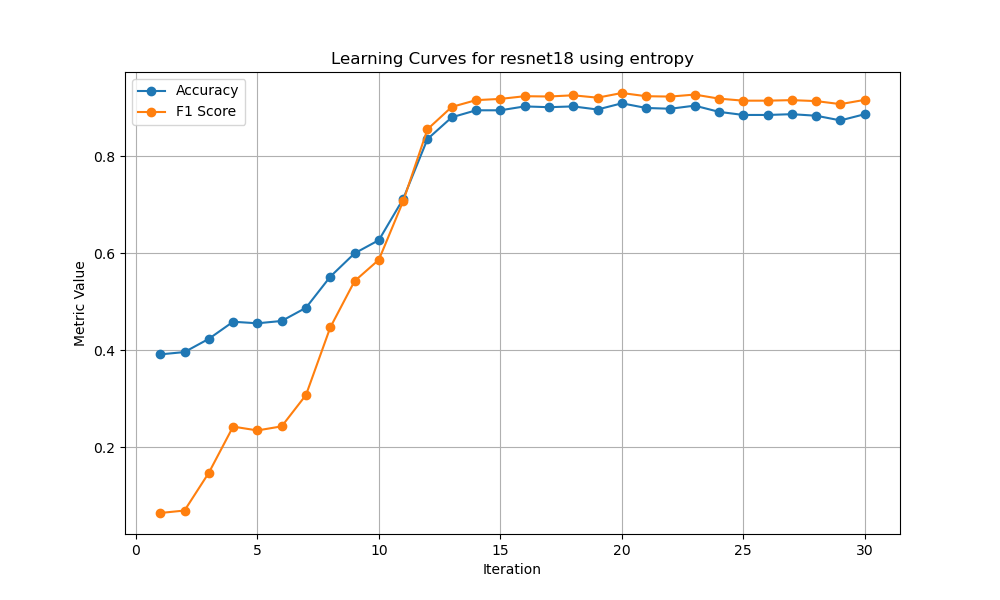 Learning Curves for resnet18 using entropy
Accuracy
F1 Score
Metric Value
0.8
0.6
0.4
0.2
0
5
10
15
20
25
30
Iteration